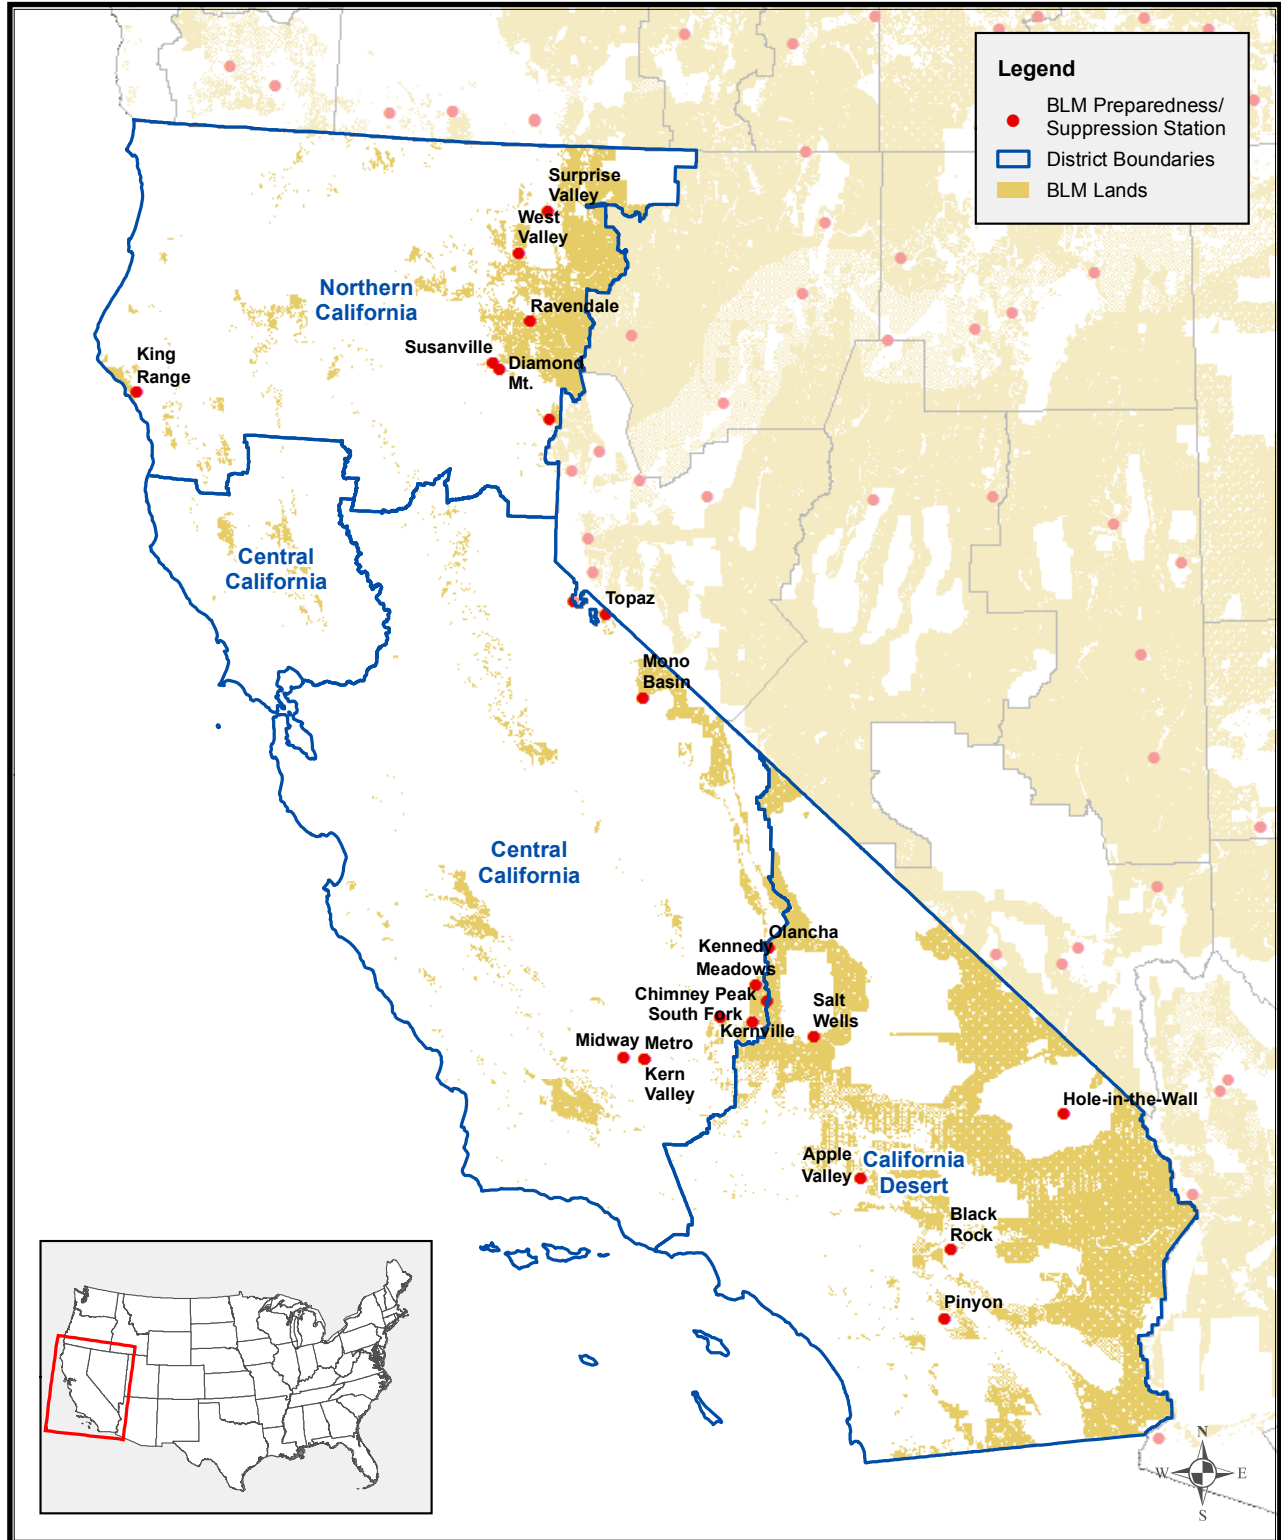 Legend
BLM Preparedness/
Suppression Station
District Boundaries
BLM Lands
Surprise
Valley
West
Valley
Northern
California
Ravendale
Susanville
Diamond
Mt.
King
Range
Central
California
Topaz
Mono
Basin
Central
California
Olancha
Kennedy
Meadows
Chimney Peak
South Fork
Kernville
Salt
Wells
Midway
Metro
Kern
Valley
Hole-in-the-Wall
Apple
Valley
California
Desert
Black
Rock
Pinyon
N
W
E
S